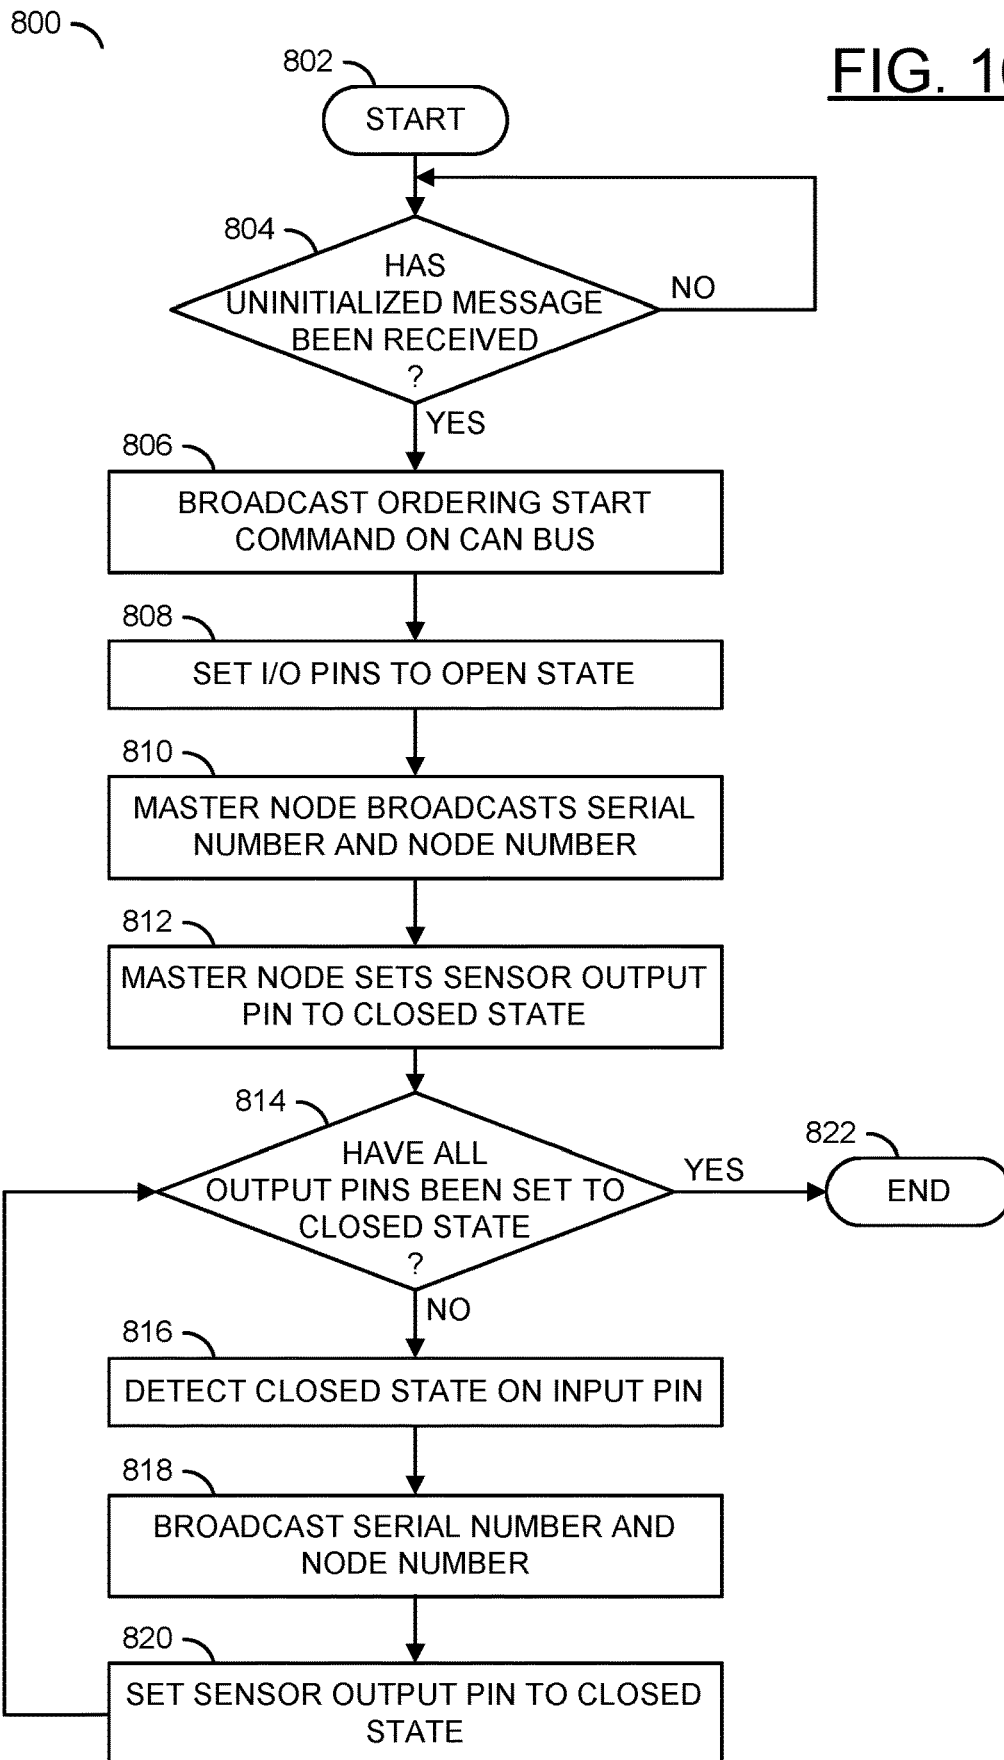 800
FIG. 10
802
START
804
HAS
UNINITIALIZED MESSAGE
BEEN RECEIVED
?
NO
YES
806
BROADCAST ORDERING START
COMMAND ON CAN BUS
808
SET I/O PINS TO OPEN STATE
810
MASTER NODE BROADCASTS SERIAL
NUMBER AND NODE NUMBER
812
MASTER NODE SETS SENSOR OUTPUT
PIN TO CLOSED STATE
814
HAVE ALL
OUTPUT PINS BEEN SET TO
CLOSED STATE
?
YES
822
END
NO
816
DETECT CLOSED STATE ON INPUT PIN
818
BROADCAST SERIAL NUMBER AND
NODE NUMBER
820
SET SENSOR OUTPUT PIN TO CLOSED
STATE